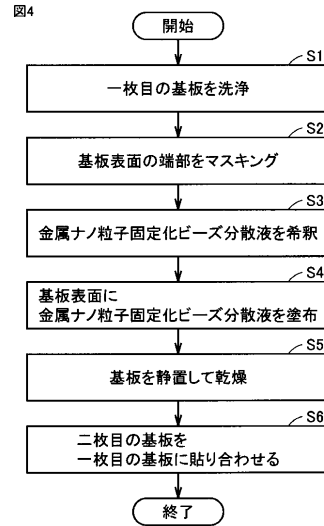 図4
開始
S1
一枚目の基板を洗浄
S2
基板表面の端部をマスキング
S3
金属ナノ粒子固定化ビーズ分散液を希釈
S4
基板表面に
金属ナノ粒子固定化ビーズ分散液を塗布
S5
基板を静置して乾燥
S6
二枚目の基板を
一枚目の基板に貼り合わせる
終了